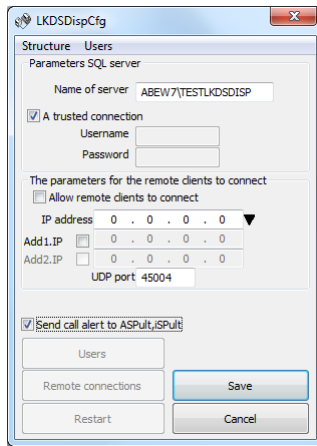 LKDSDispCfg
Structure Users
Parameters SQL server
Name of server ABEW7\TESTLKDSDISP
A trusted connection
Username
Password
The parameters for the remote clients to connect
Allow remote clients to connect
IP address 0 . 0 . 0 . 0
Add1.IP 0 . 0 . 0 . 0
Add2.IP 0 . 0 . 0 . 0
UDP port 45004
Send call alert to ASPult,iSPult
Users
Remote connections Save
Restart Cancel